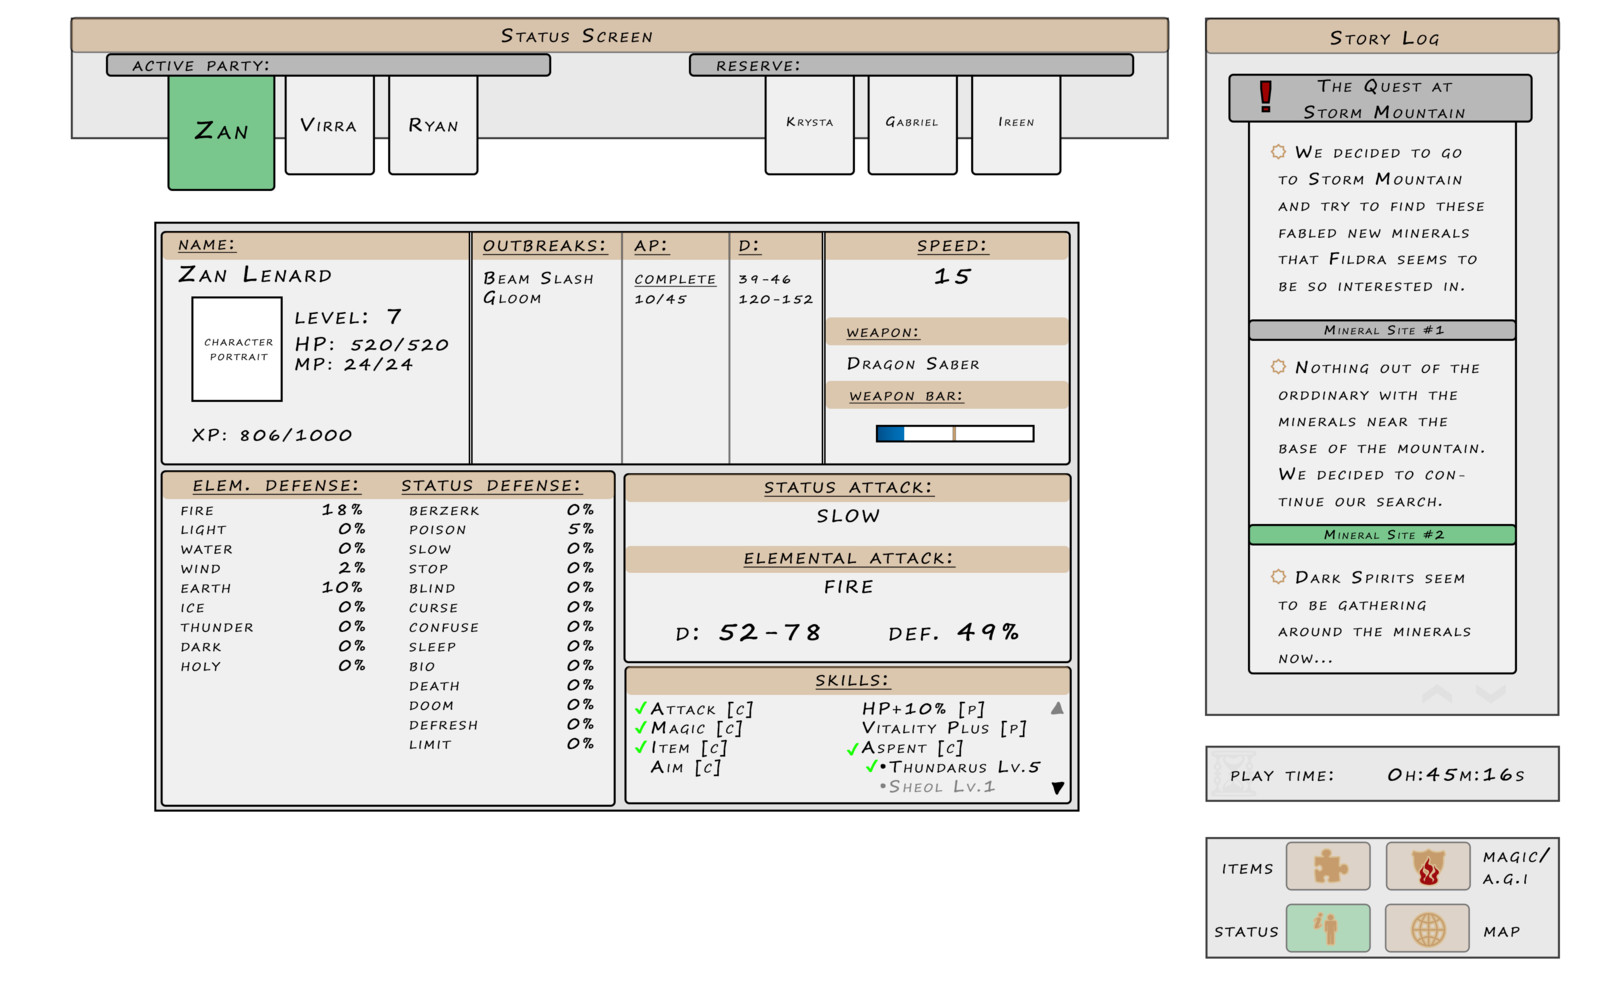 Status Screen
ACTIVE PARTY:
RESERVE:
Zan
Virra
Ryan
Krysta
Gabriel
Ireen
NAME:
Zan Lenard
CHARACTER
PORTRAIT
LEVEL: 7
HP: 520/520
MP: 24/24
XP: 806/1000
OUTBREAKS: AP: D:
Beam Slash COMPLETE 39-46
Gloom 10/45 120-152
SPEED:
15
WEAPON:
Dragon Saber
WEAPON BAR:
ELEM. DEFENSE:
FIRE 18%
LIGHT 0%
WATER 0%
WIND 2%
EARTH 10%
ICE 0%
THUNDER 0%
DARK 0%
HOLY 0%
STATUS DEFENSE:
BERZERK 0%
POISON 5%
SLOW 0%
STOP 0%
BLIND 0%
CURSE 0%
CONFUSE 0%
SLEEP 0%
BIO 0%
DEATH 0%
DOOM 0%
DEFRESH 0%
LIMIT 0%
STATUS ATTACK:
SLOW
ELEMENTAL ATTACK:
FIRE
D: 52-78 DEF. 49%
SKILLS:
Attack [c]
Magic [c]
Item [c]
Aim [c]
HP+10% [p]
Vitality Plus [p]
Aspent [c]
•Thundarus Lv.5
•Sheol Lv.1
Story Log
The Quest at
Storm Mountain
We decided to go
to Storm Mountain
and try to find these
fabled new minerals
that Fildra seems to
be so interested in.
Mineral Site #1
Nothing out of the
orddinary with the
minerals near the
base of the mountain.
We decided to con-
tinue our search.
Mineral Site #2
Dark Spirits seem
to be gathering
around the minerals
now...
PLAY TIME: 0H:45M:16S
ITEMS
MAGIC/
A.G.I
STATUS
MAP